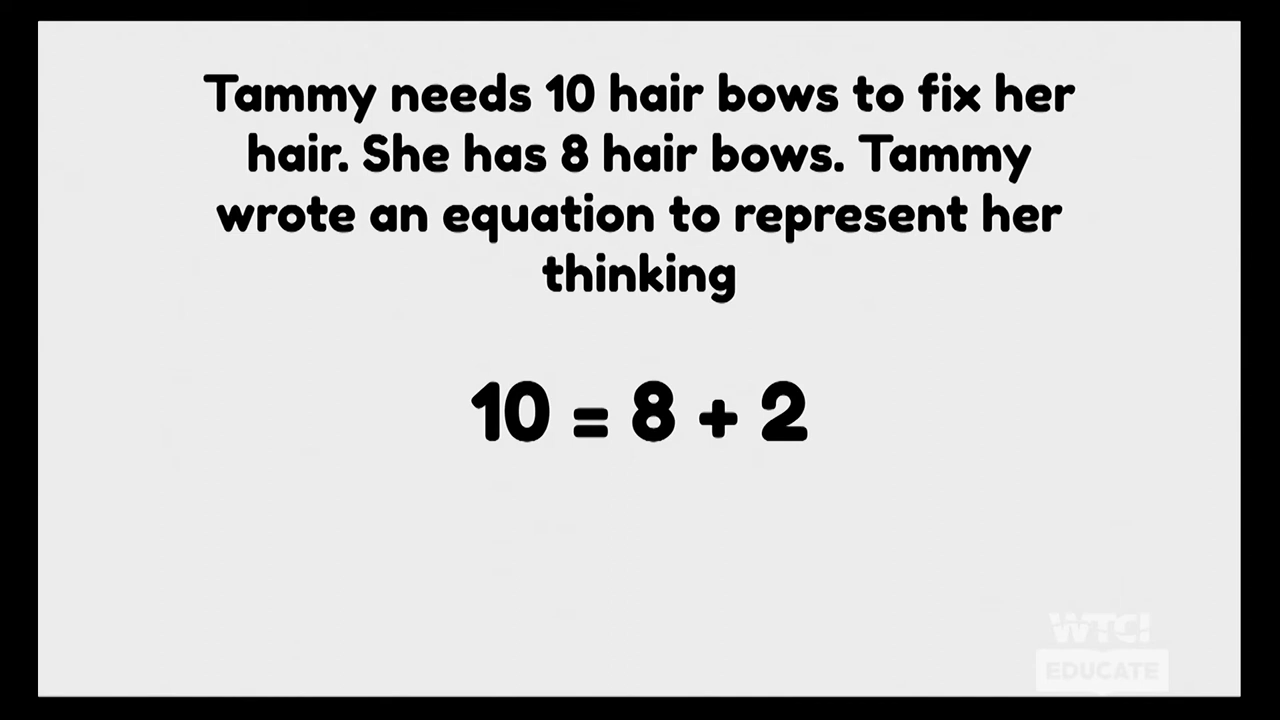 Tammy needs 10 hair bows to fix her
hair. She has 8 hair bows. Tammy
wrote an equation to represent her
thinking
10 = 8 + 2
WTCI
EDUCATE